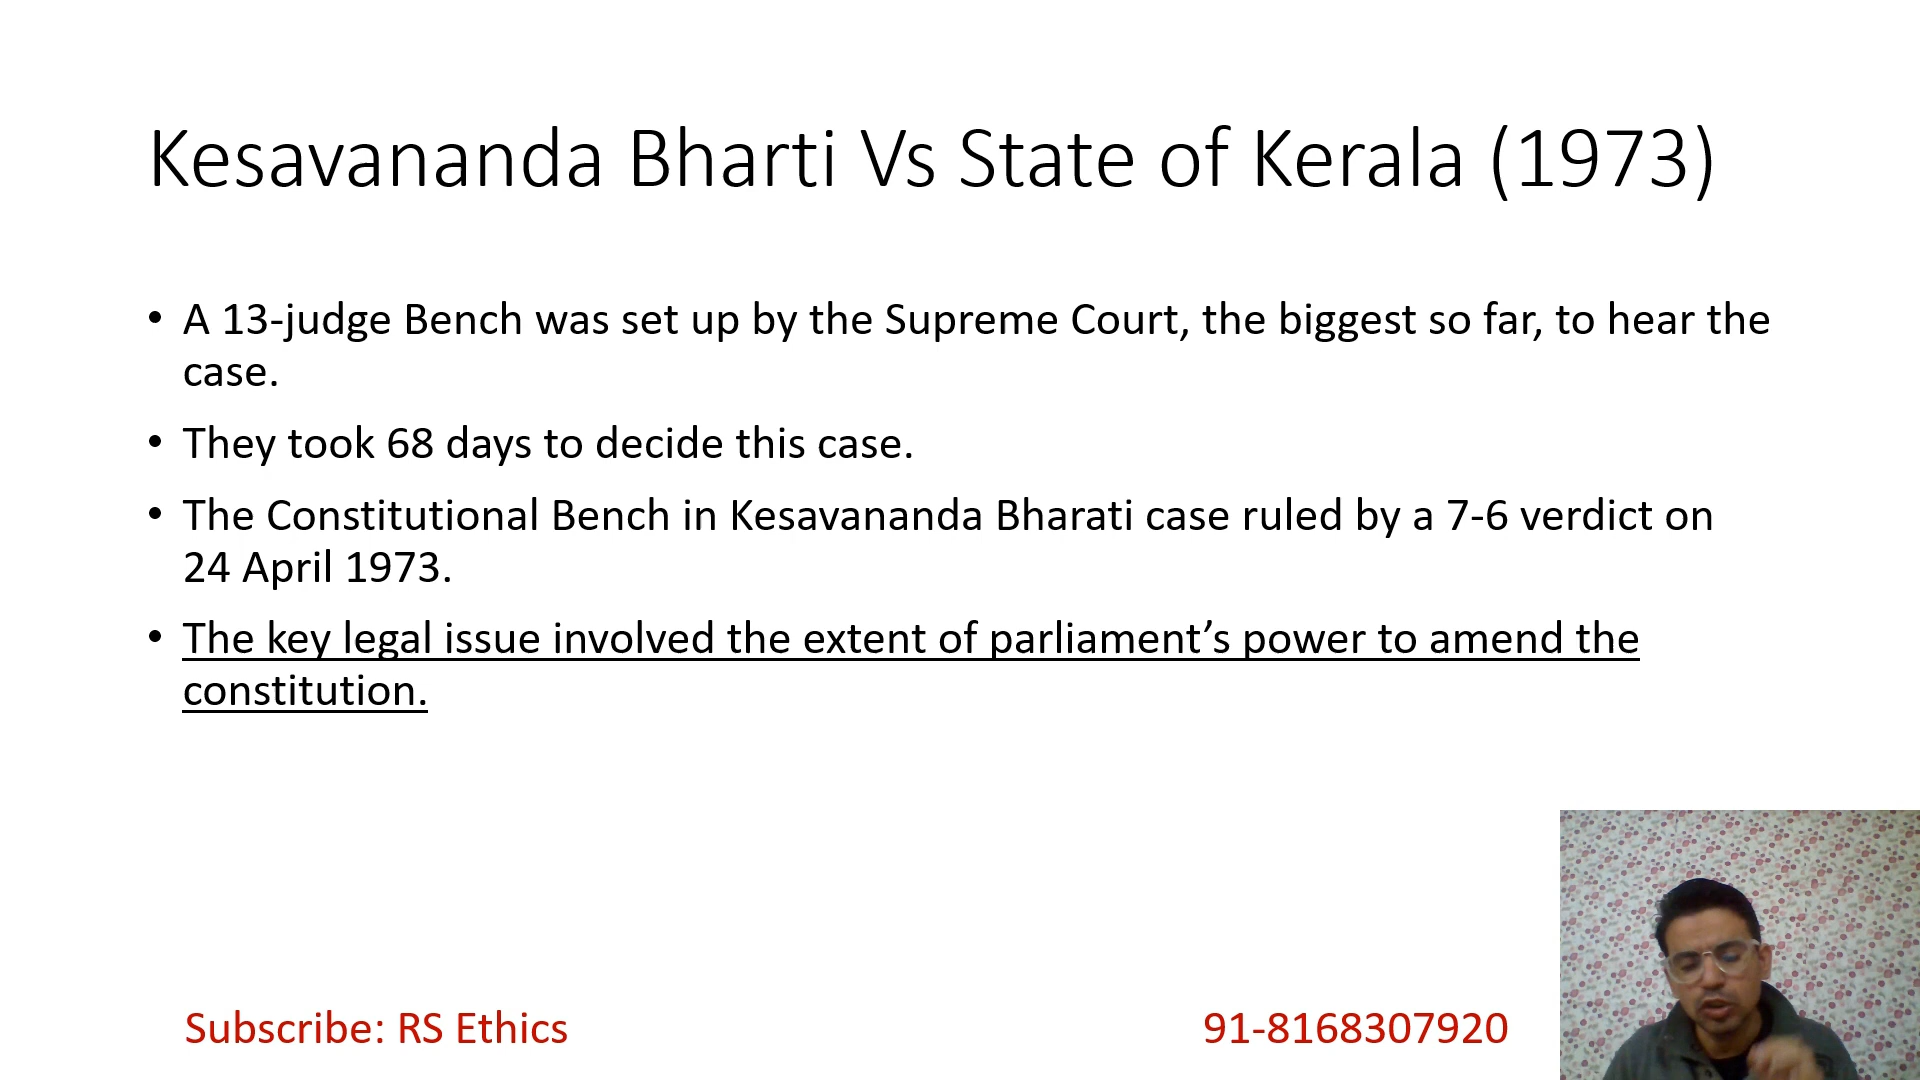 Kesavananda Bharti Vs State of Kerala (1973)
• A 13-judge Bench was set up by the Supreme Court, the biggest so far, to hear the
case.
• They took 68 days to decide this case.
• The Constitutional Bench in Kesavananda Bharati case ruled by a 7-6 verdict on
24 April 1973.
• The key legal issue involved the extent of parliament’s power to amend the
constitution.
Subscribe: RS Ethics
91-8168307920